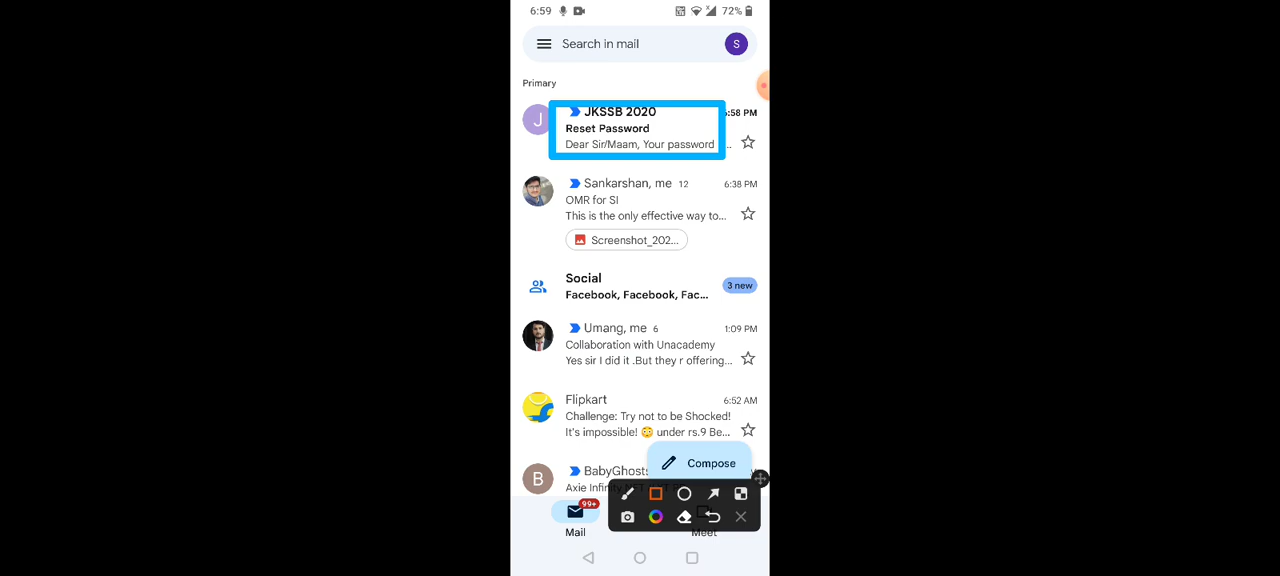 6:59 72%
Search in mail S
Primary
J JKSSB 2020 6:58 PM
Reset Password
Dear Sir/Maam, Your password ...
Sankarshan, me 12 6:38 PM
OMR for SI
This is the only effective way to...
Screenshot_202...
Social
Facebook, Facebook, Fac... 3 new
Umang, me 6 1:09 PM
Collaboration with Unacademy
Yes sir I did it .But they r offering...
Flipkart 6:52 AM
Challenge: Try not to be Shocked!
It's impossible! 😳 under rs.9 Be...
Compose
B BabyGhosts
Axie Infinity
99+
Mail Meet